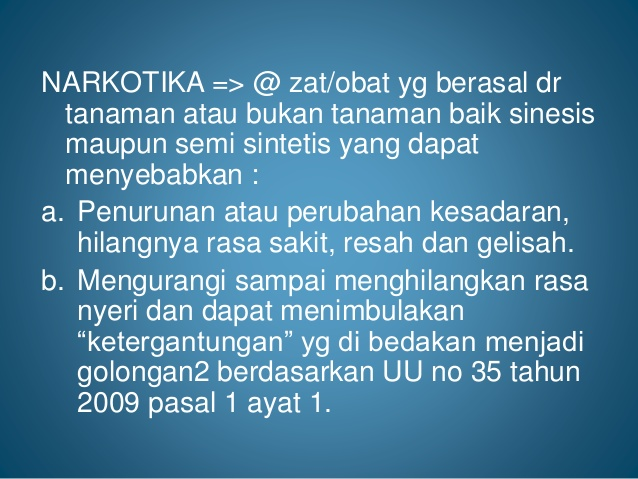 NARKOTIKA => @ zat/obat yg berasal dr
tanaman atau bukan tanaman baik sinesis
maupun semi sintetis yang dapat
menyebabkan :
a. Penurunan atau perubahan kesadaran,
hilangnya rasa sakit, resah dan gelisah.
b. Mengurangi sampai menghilangkan rasa
nyeri dan dapat menimbulakan
“ketergantungan” yg di bedakan menjadi
golongan2 berdasarkan UU no 35 tahun
2009 pasal 1 ayat 1.